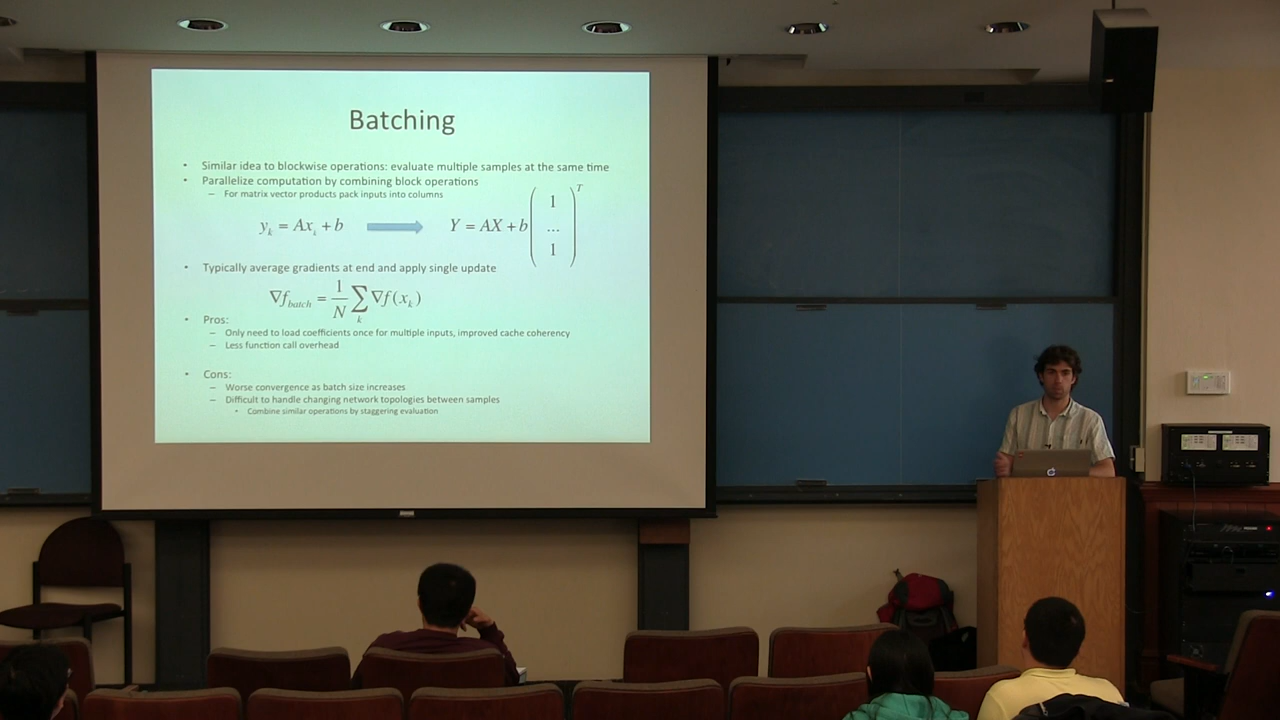 Batching
• Similar idea to blockwise operations: evaluate multiple samples at the same time
• Parallelize computation by combining block operations
– For matrix vector products pack inputs into columns
y_k = Ax_k + b → Y = AX + b (1 ... 1)^T
• Typically average gradients at end and apply single update
∇f_batch = 1/N ∑_k ∇f(x_k)
• Pros:
– Only need to load coefficients once for multiple inputs, improved cache coherency
– Less function call overhead
• Cons:
– Worse convergence as batch size increases
– Difficult to handle changing network topologies between samples
• Combine similar operations by staggering evaluation